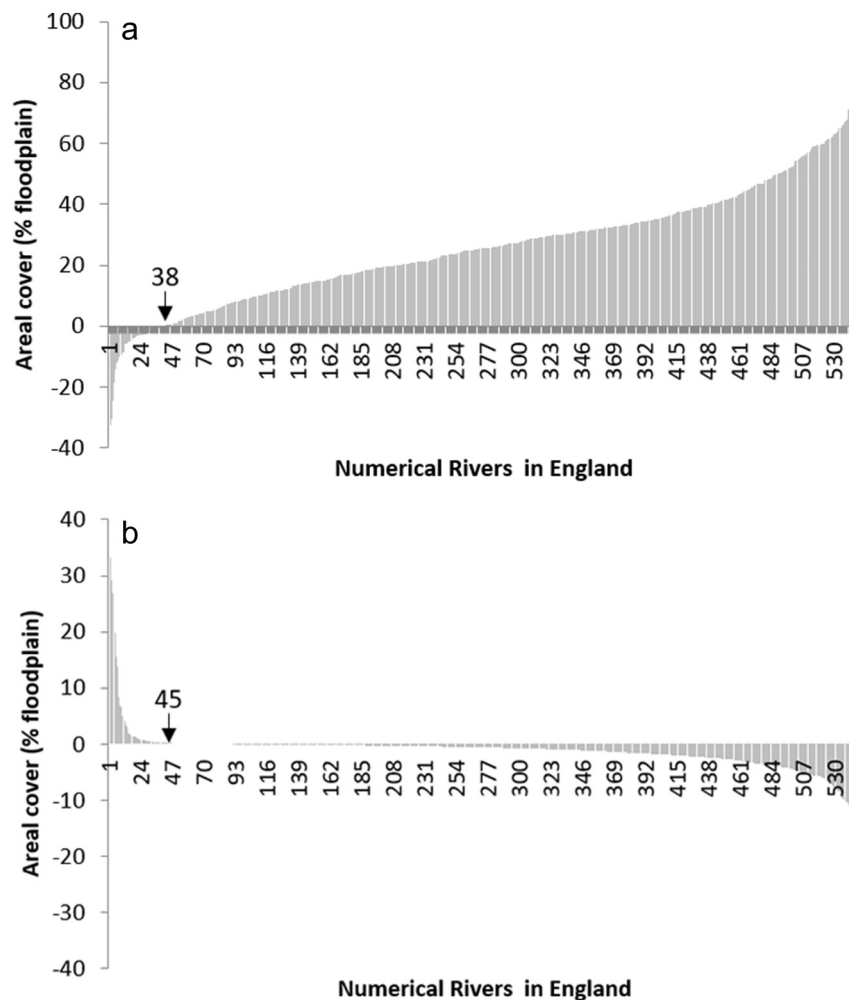 a
Areal cover (% floodplain)
100
80
60
40
20
0
-20
-40
38
1 24 47 70 93 116 139 162 185 208 231 254 277 300 323 346 369 392 415 438 461 484 507 530
Numerical Rivers in England
b
Areal cover (% floodplain)
40
30
20
10
0
-10
-20
-30
-40
45
1 24 47 70 93 116 139 162 185 208 231 254 277 300 323 346 369 392 415 438 461 484 507 530
Numerical Rivers in England